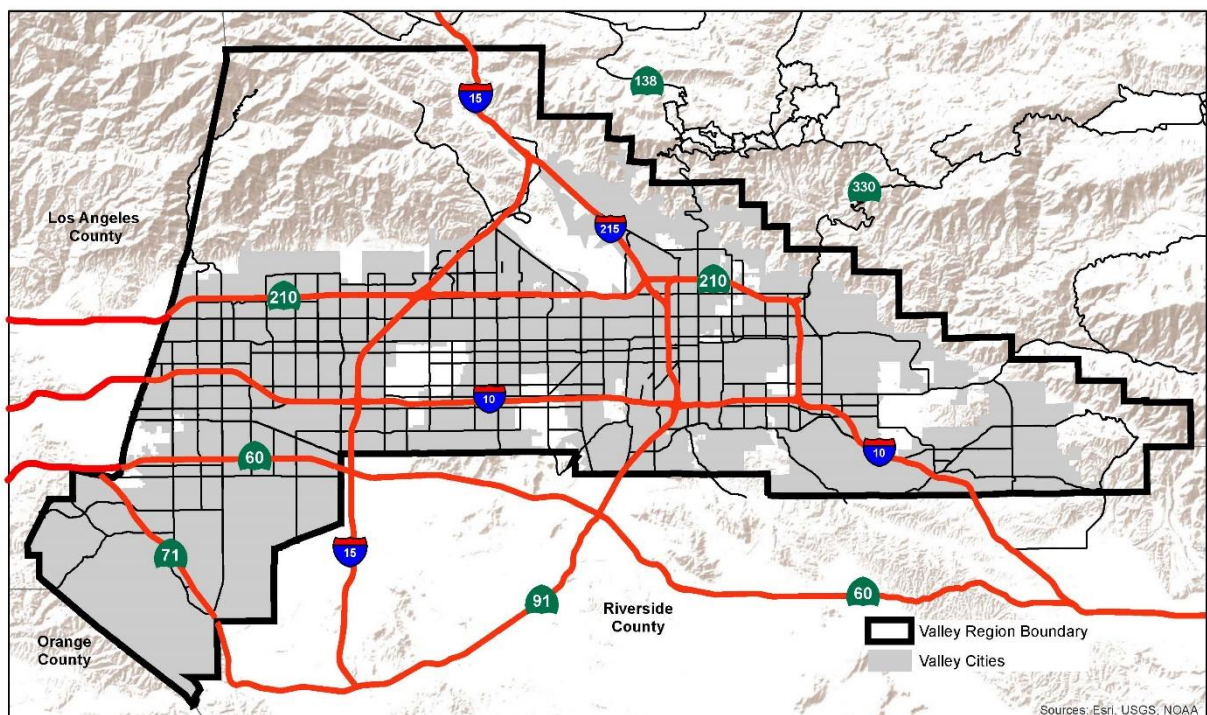 138
15
330
Los Angeles
County
215
210
210
10
60
10
71
15
91
Riverside
County
60
Orange
County
Valley Region Boundary
Valley Cities
Sources: Esri, USGS, NOAA